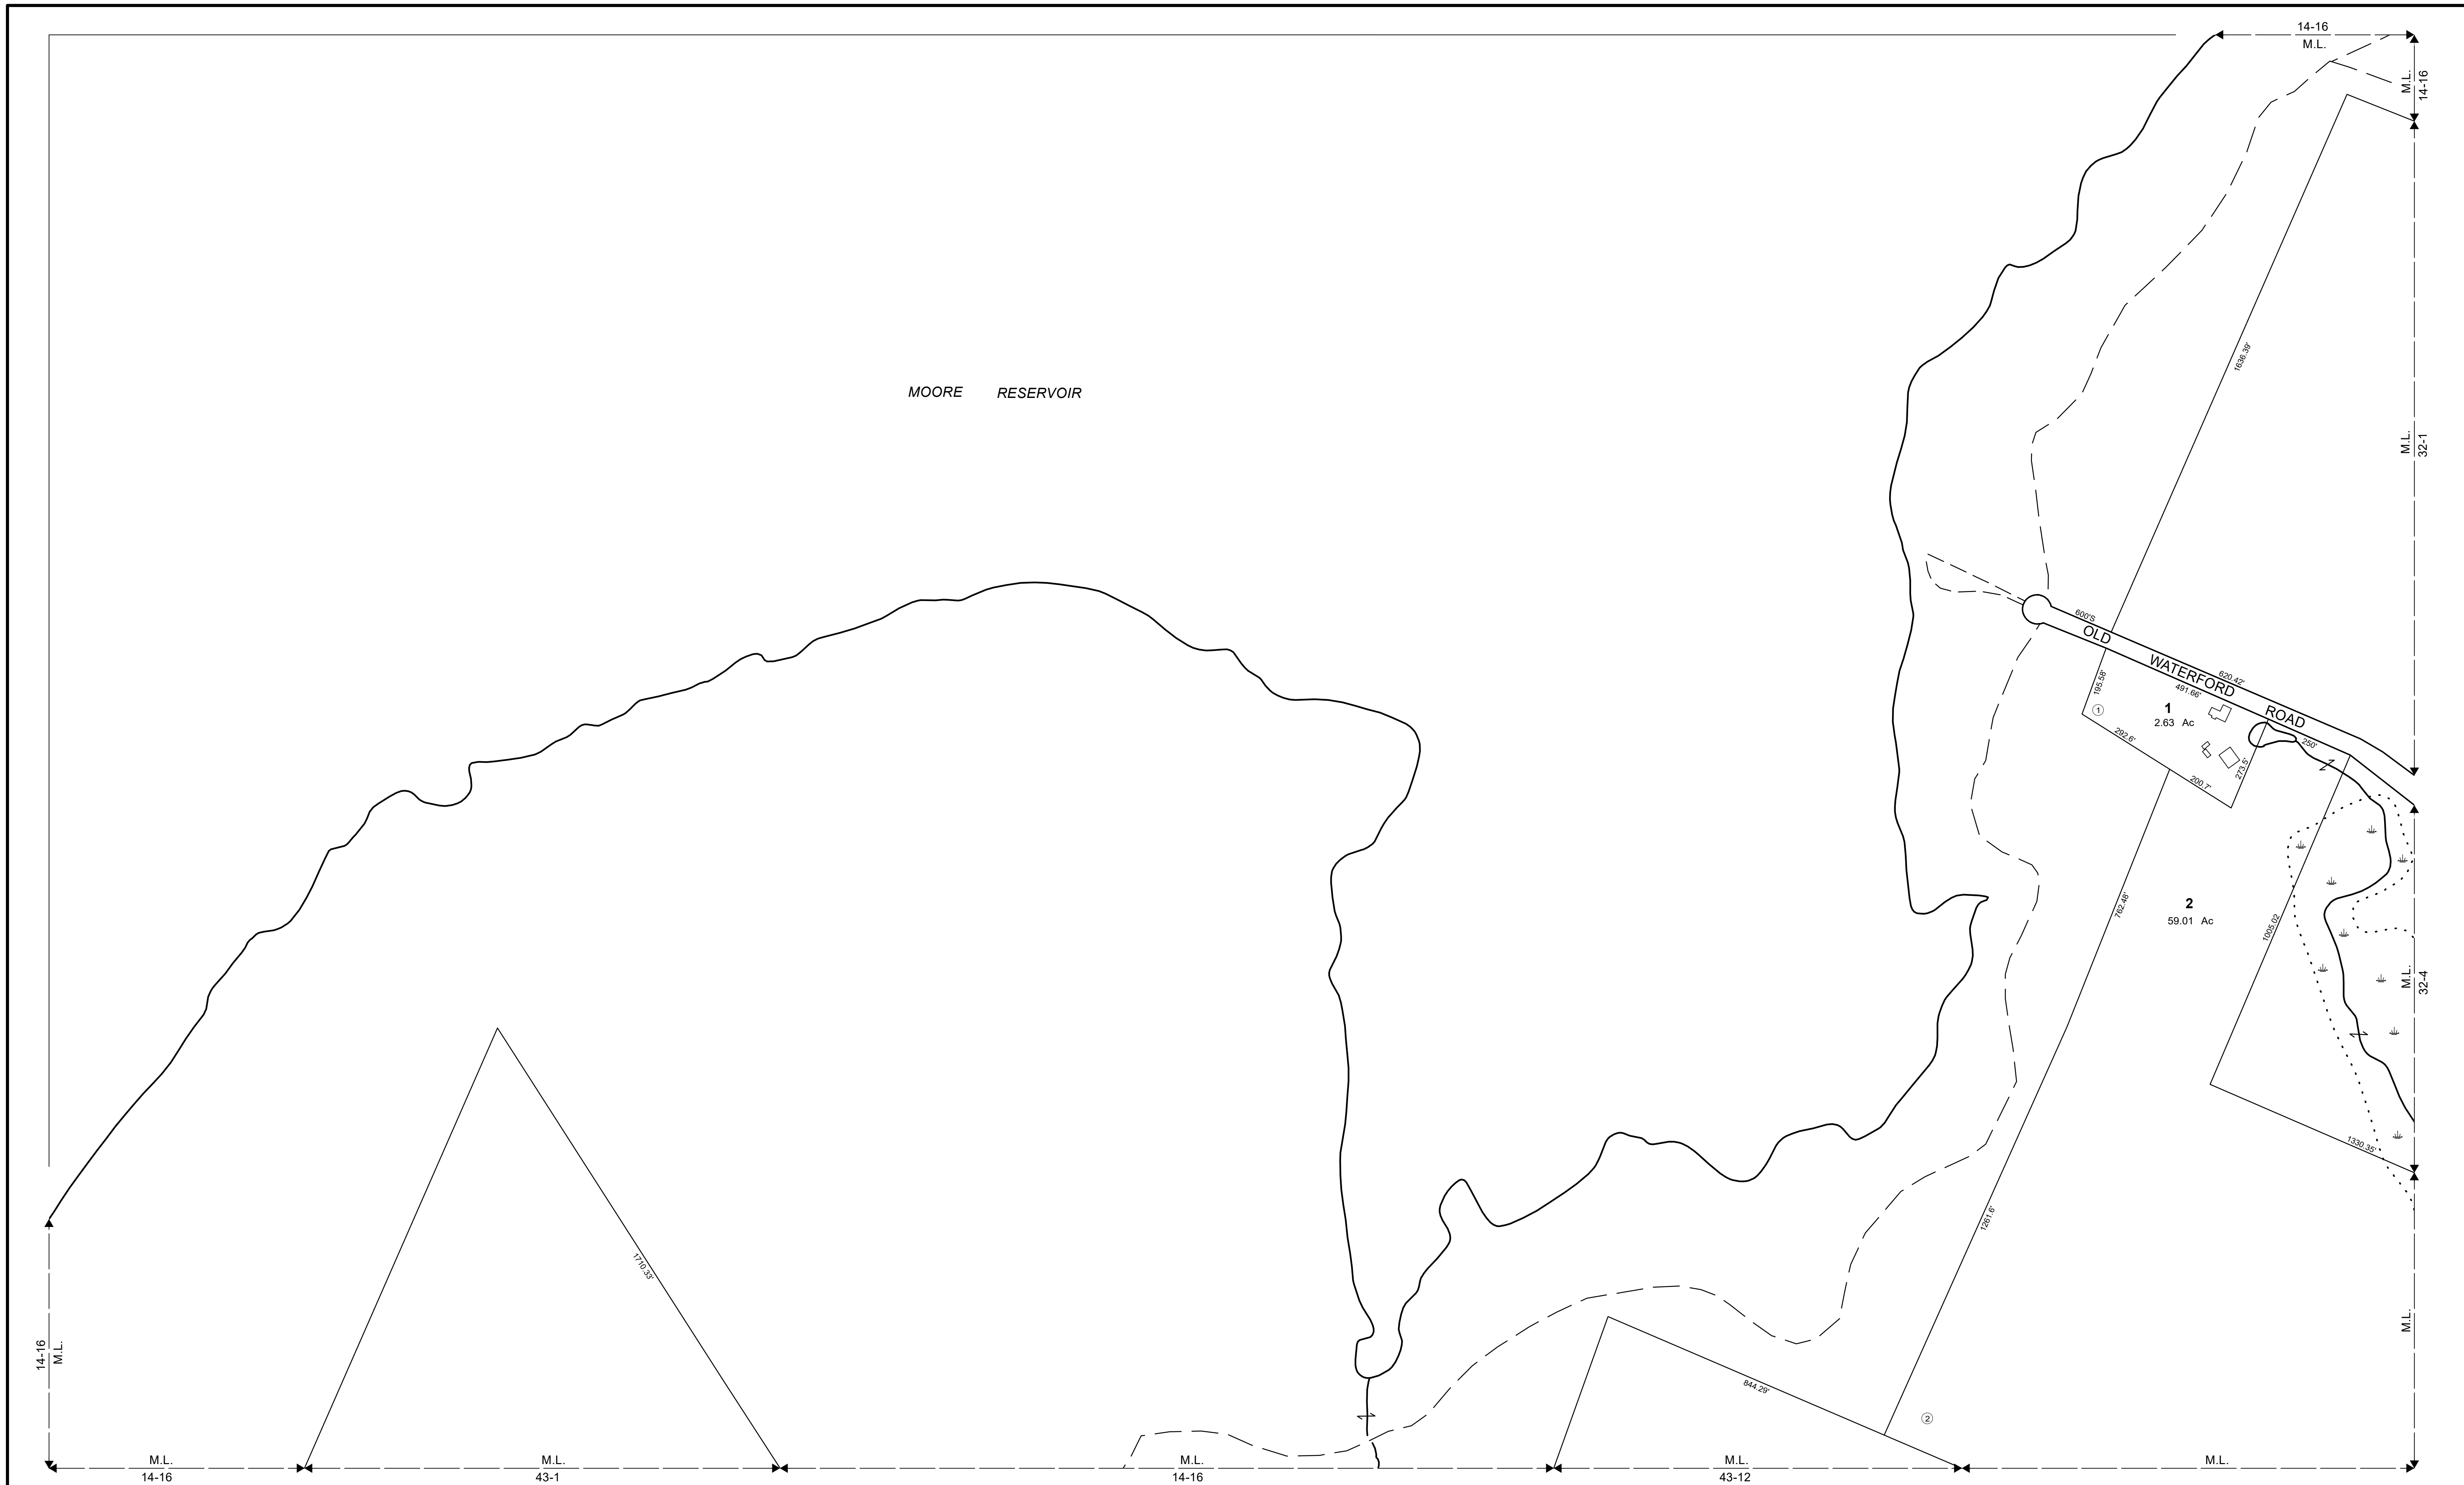 14-16
M.L.
M.L.
14-16
MOORE RESERVOIR
1636.39'
M.L.
32-1
600'S
OLD WATERFORD ROAD
620.42'
491.66'
195.58'
1
1
2.63 Ac
250'
292.6'
273.5'
200.7'
762.48'
2
59.01 Ac
1005.02
M.L.
32-4
1330.35'
1261.6'
1710.33'
14-16
M.L.
M.L.
844.29'
2
M.L.
14-16
M.L.
43-1
M.L.
14-16
M.L.
43-12
M.L.